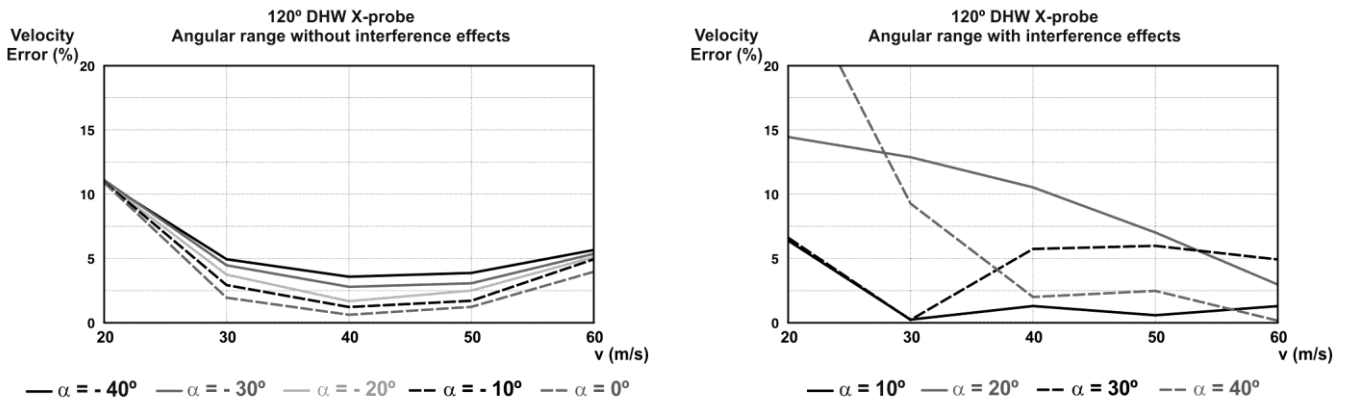 120º DHW X-probe
Angular range without interference effects
Velocity
Error (%)
20
15
10
5
0
20 30 40 50 60
v (m/s)
α = - 40º α = - 30º α = - 20º α = - 10º α = 0º
120º DHW X-probe
Angular range with interference effects
Velocity
Error (%)
20
15
10
5
0
20 30 40 50 60
v (m/s)
α = 10º α = 20º α = 30º α = 40º